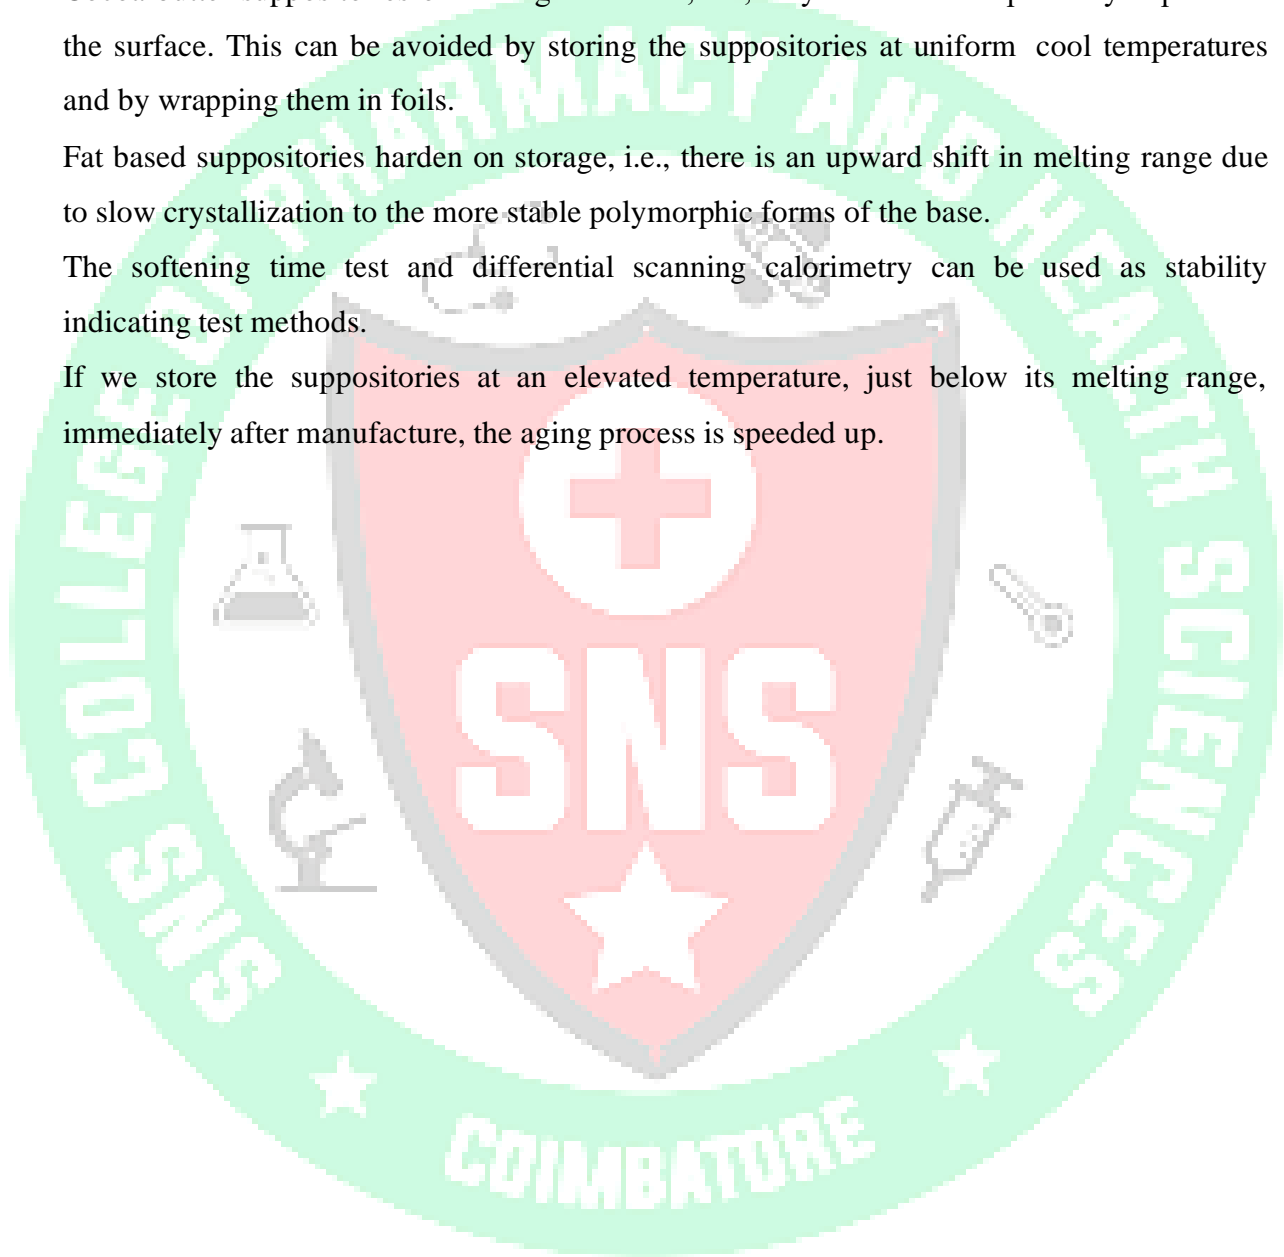 the surface. This can be avoided by storing the suppositories at uniform cool temperatures
and by wrapping them in foils.
Fat based suppositories harden on storage, i.e., there is an upward shift in melting range due
to slow crystallization to the more stable polymorphic forms of the base.
The softening time test and differential scanning calorimetry can be used as stability
indicating test methods.
If we store the suppositories at an elevated temperature, just below its melting range,
immediately after manufacture, the aging process is speeded up.
SNS COLLEGE OF PHARMACY AND HEALTH SCIENCES
SNS
COIMBATORE